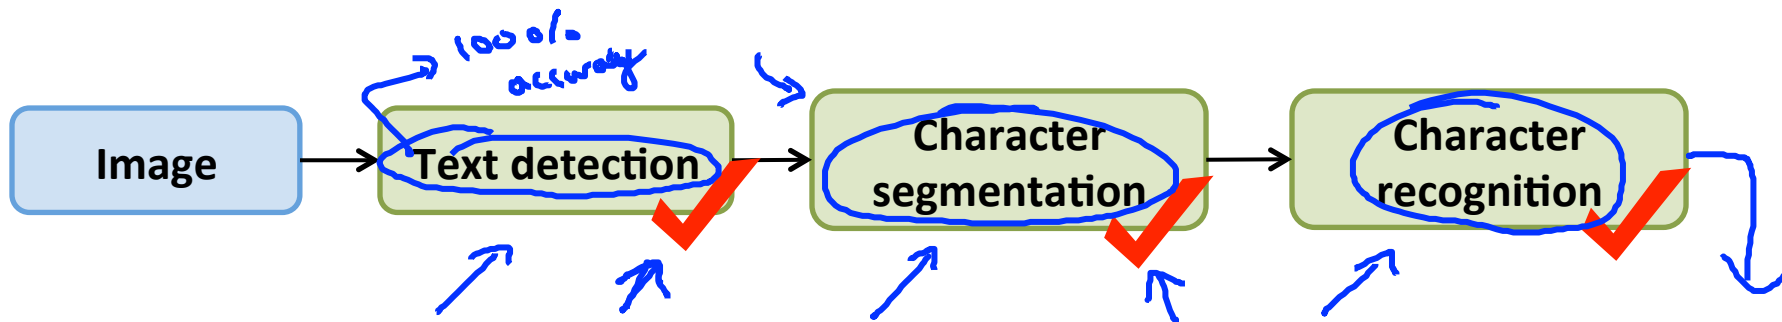 100%
accuracy
Image
Text detection
Character
segmentation
Character
recognition